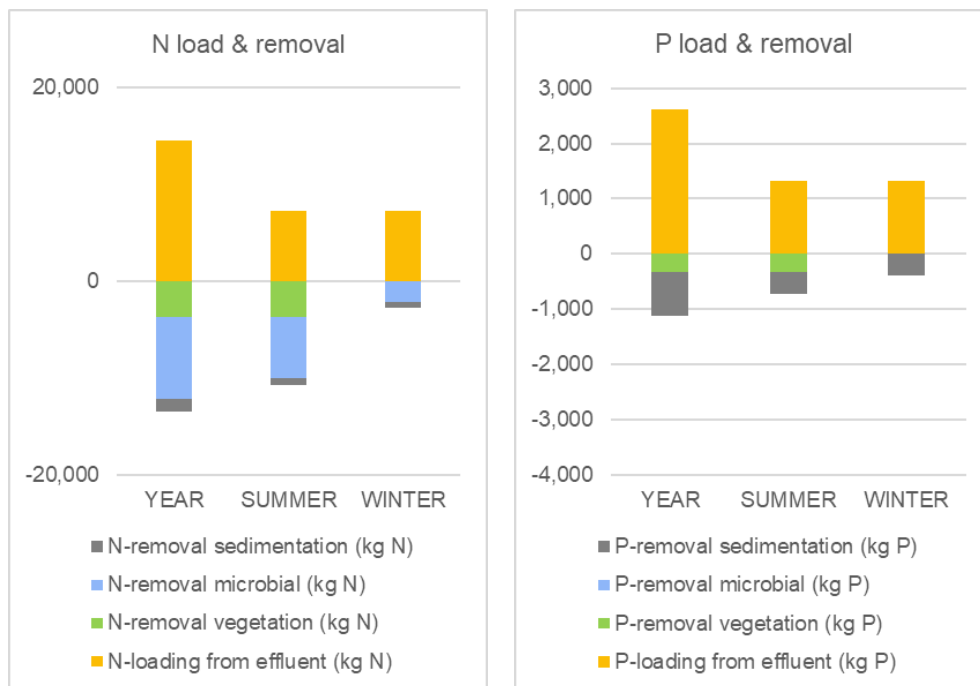 N load & removal
20,000
0
-20,000
YEAR
SUMMER
WINTER
N-removal sedimentation (kg N)
N-removal microbial (kg N)
N-removal vegetation (kg N)
N-loading from effluent (kg N)
P load & removal
3,000
2,000
1,000
0
-1,000
-2,000
-3,000
-4,000
YEAR
SUMMER
WINTER
P-removal sedimentation (kg P)
P-removal microbial (kg P)
P-removal vegetation (kg P)
P-loading from effluent (kg P)